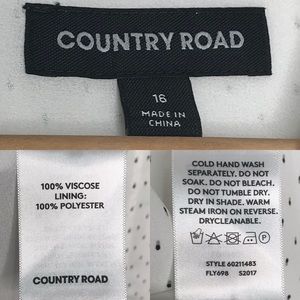 COUNTRY ROAD
16
MADE IN
CHINA
100% VISCOSE
LINING:
100% POLYESTER
COUNTRY ROAD
COLD HAND WASH
SEPARATELY. DO NOT
SOAK. DO NOT BLEACH.
DO NOT TUMBLE DRY.
DRY IN SHADE. WARM
STEAM IRON ON REVERSE.
DRYCLEANABLE.
STYLE 60211483
FLY698 S2017